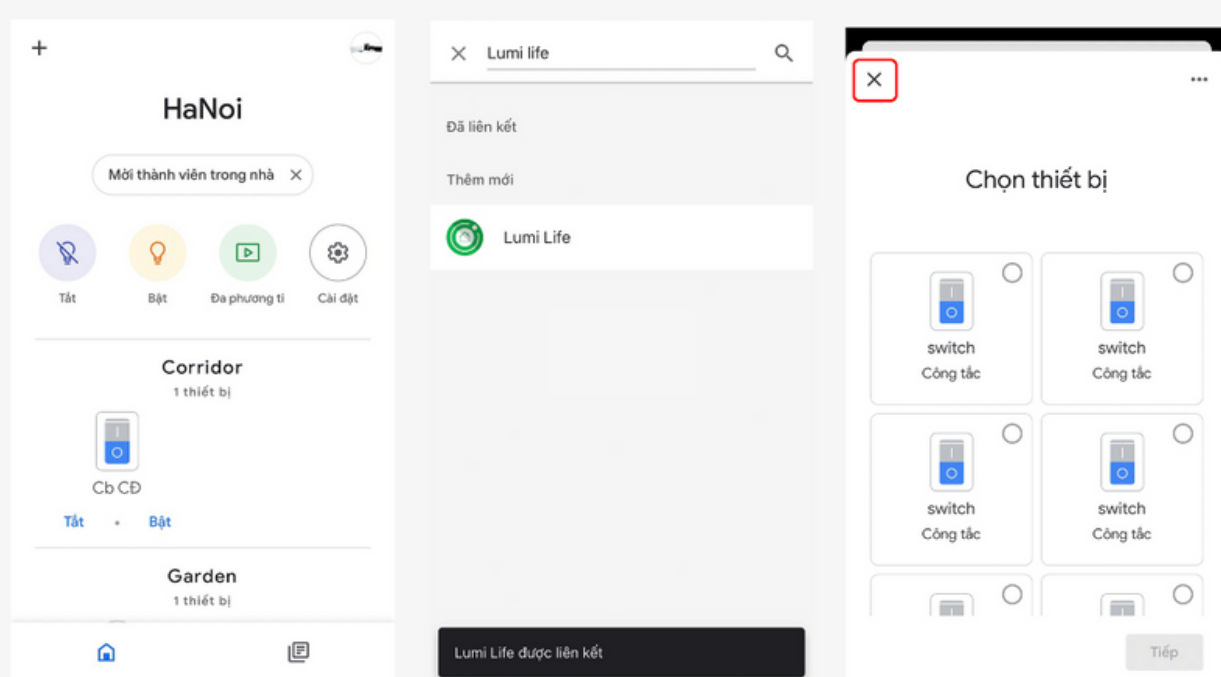 HaNoi
Mời thành viên trong nhà
Tắt
Bật
Đa phương ti
Cài đặt
Corridor
1 thiết bị
Cb CĐ
Tắt
Bật
Garden
1 thiết bị
Lumi life
Đã liên kết
Thêm mới
Lumi Life
Lumi Life được liên kết
Chọn thiết bị
switch
Công tắc
switch
Công tắc
switch
Công tắc
switch
Công tắc
Tiếp